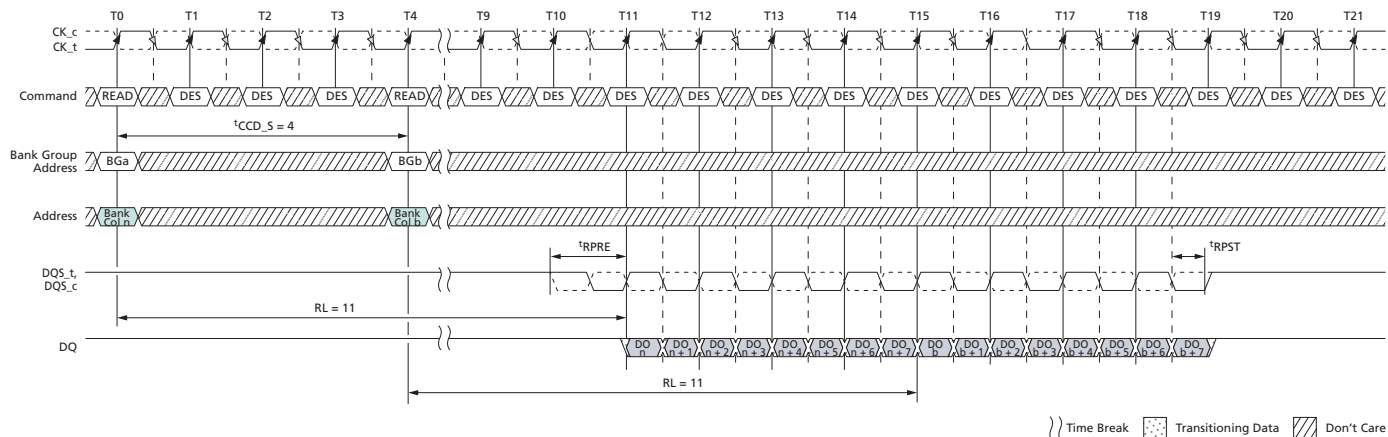 T0 T1 T2 T3 T4 T9 T10 T11 T12 T13 T14 T15 T16 T17 T18 T19 T20 T21
CK_c
CK_t
Command READ DES DES DES READ DES DES DES DES DES DES DES DES DES DES DES DES DES
tCCD_S = 4
Bank Group
Address
BGa BGb
Address
Bank
Col n
Bank
Col b
tRPRE tRPST
DQS_t,
DQS_c
RL = 11
DQ
DO
n
DO
n + 1
DO
n + 2
DO
n + 3
DO
n + 4
DO
n + 5
DO
n + 6
DO
n + 7
DO
b
DO
b + 1
DO
b + 2
DO
b + 3
DO
b + 4
DO
b + 5
DO
b + 6
DO
b + 7
RL = 11
Time Break Transitioning Data Don't Care